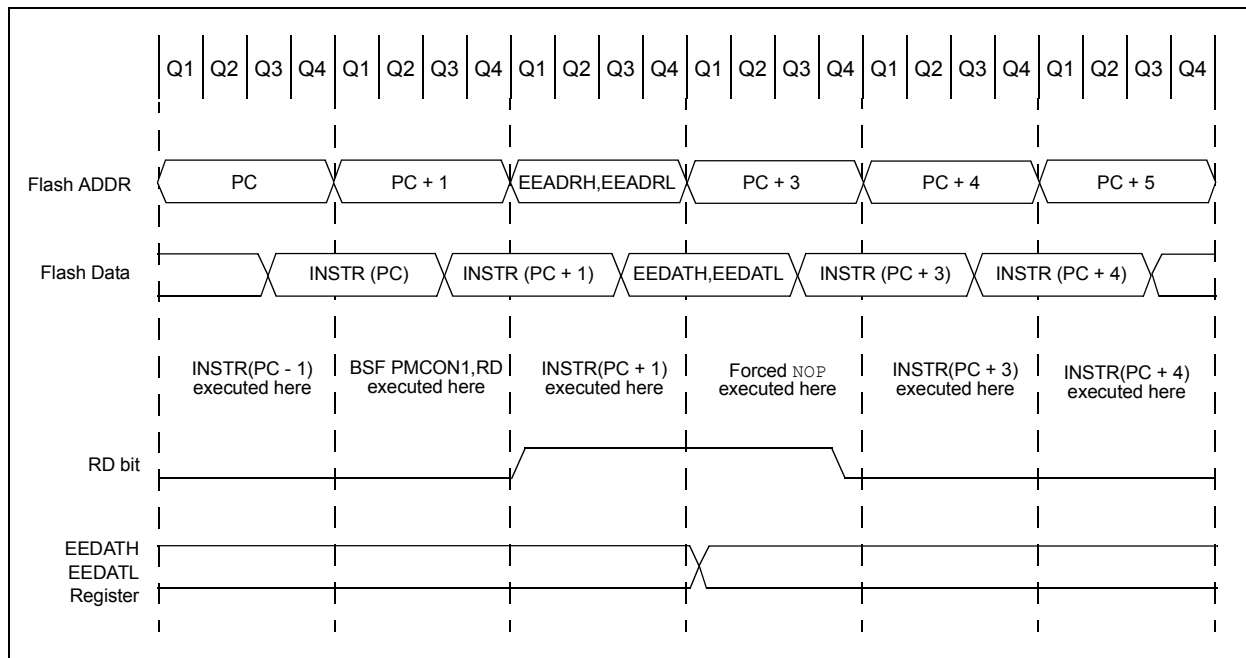 Q1 Q2 Q3 Q4 Q1 Q2 Q3 Q4 Q1 Q2 Q3 Q4 Q1 Q2 Q3 Q4 Q1 Q2 Q3 Q4 Q1 Q2 Q3 Q4
Flash ADDR PC PC + 1 EEADRH,EEADRL PC + 3 PC + 4 PC + 5
Flash Data INSTR (PC) INSTR (PC + 1) EEDATH,EEDATL INSTR (PC + 3) INSTR (PC + 4)
INSTR(PC - 1)
executed here
BSF PMCON1,RD
executed here
INSTR(PC + 1)
executed here
Forced NOP
executed here
INSTR(PC + 3)
executed here
INSTR(PC + 4)
executed here
RD bit
EEDATH
EEDATL
Register